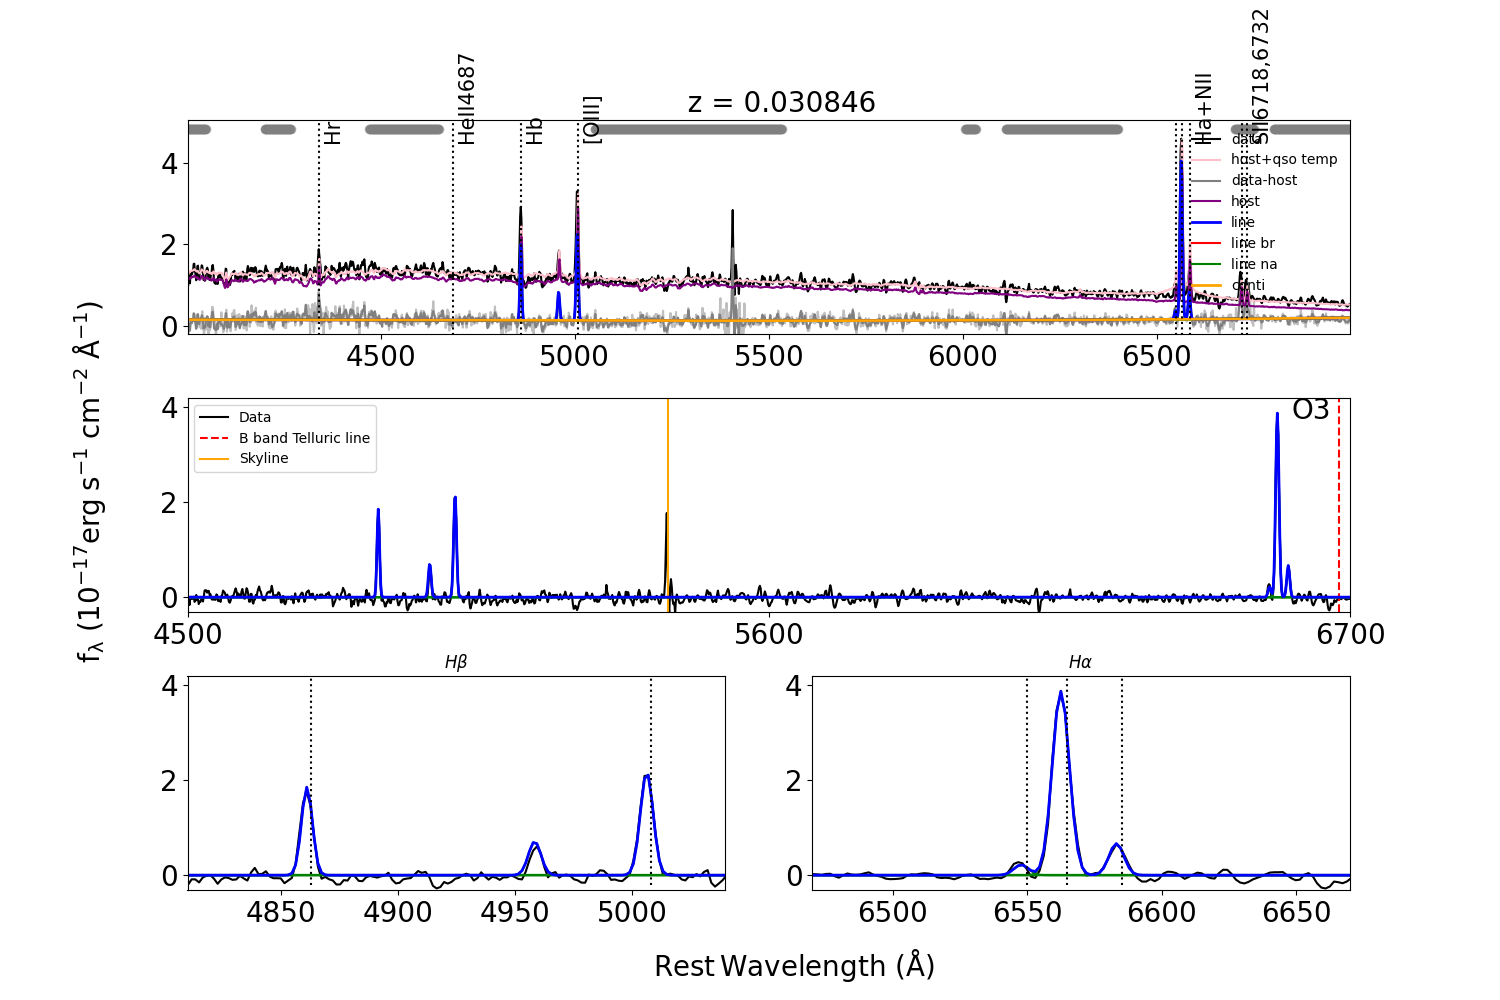 z = 0.030846
Hr
HeII4687
Hb
[OIII]
Ha+NII
SII6718,6732
data
host+qso temp
data-host
host
line
line br
line na
conti
4
2
0
4500 5000 5500 6000 6500
fλ (10−17erg s−1 cm−2 Å−1)
Data
B band Telluric line
Skyline
O3
4
2
0
4500 5600 6700
Hβ
4
2
0
4850 4900 4950 5000
Hα
4
2
0
6500 6550 6600 6650
Rest Wavelength (Å)